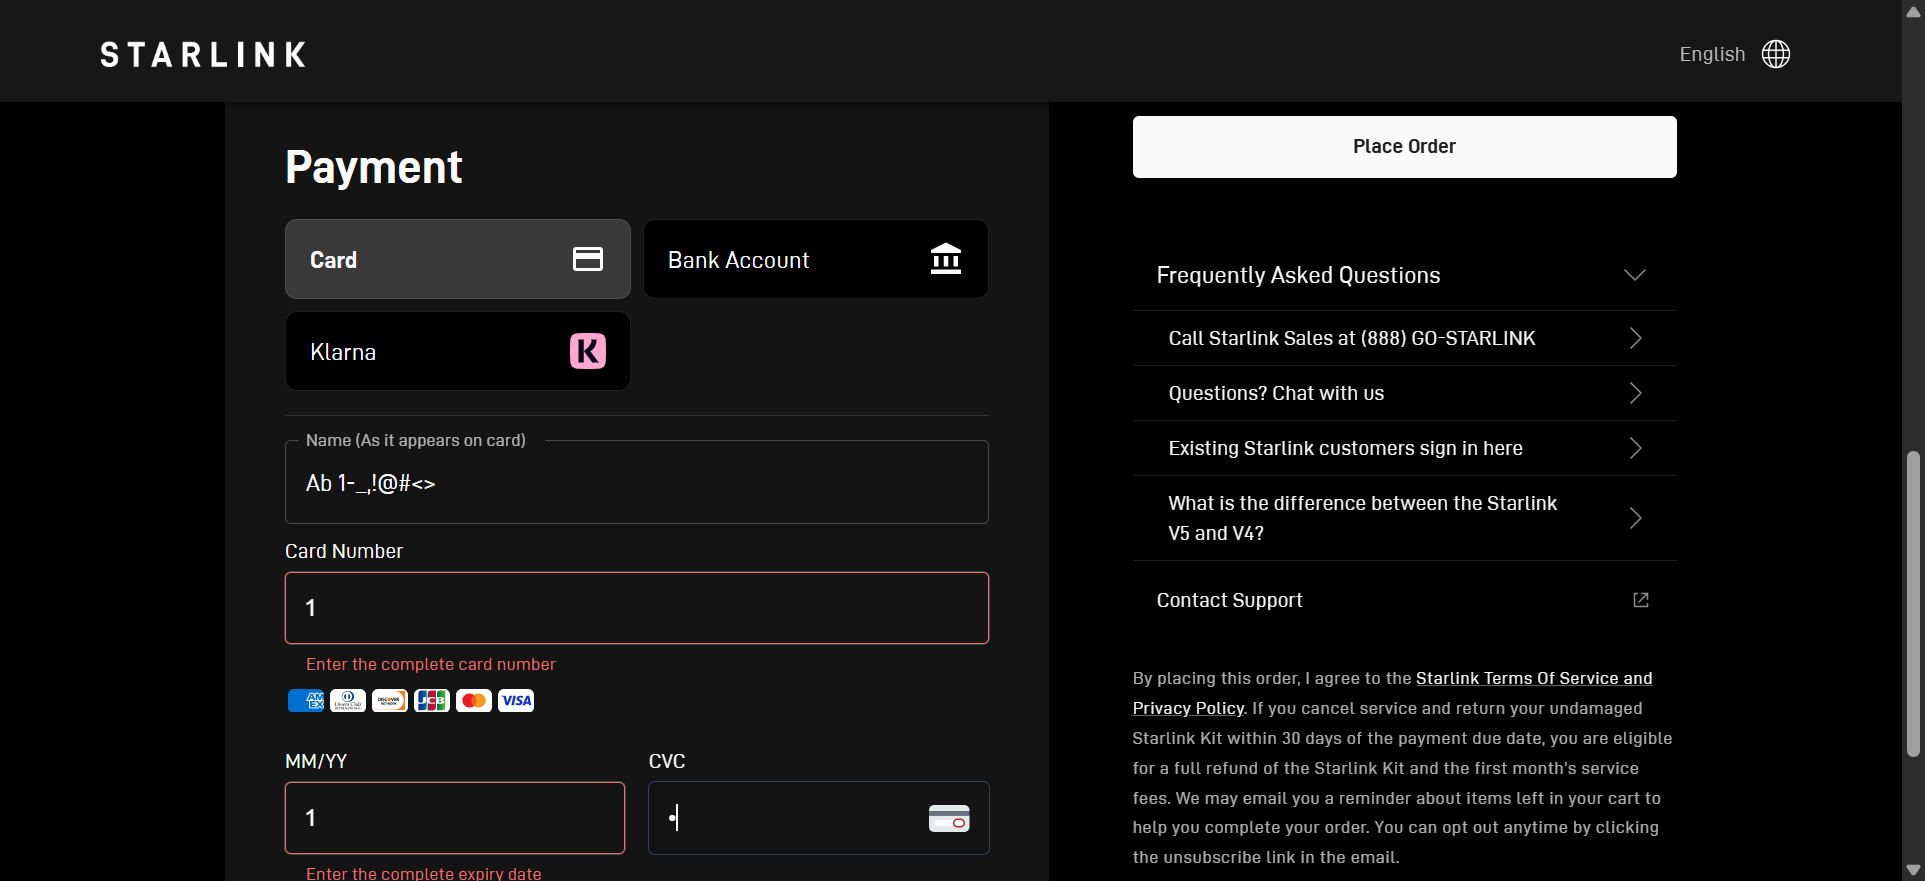 STARLINK
English
Payment
Card
Bank Account
Klarna
Name (As it appears on card)
Ab 1-_,!@#<>
Card Number
1
Enter the complete card number
AM
EX
Diners Club
DISCOVER
NETWORK
JCB
VISA
MM/YY
1
Enter the complete expiry date
CVC
•
Place Order
Frequently Asked Questions
Call Starlink Sales at (888) GO-STARLINK
Questions? Chat with us
Existing Starlink customers sign in here
What is the difference between the Starlink
V5 and V4?
Contact Support
By placing this order, I agree to the Starlink Terms Of Service and
Privacy Policy. If you cancel service and return your undamaged
Starlink Kit within 30 days of the payment due date, you are eligible
for a full refund of the Starlink Kit and the first month's service
fees. We may email you a reminder about items left in your cart to
help you complete your order. You can opt out anytime by clicking
the unsubscribe link in the email.